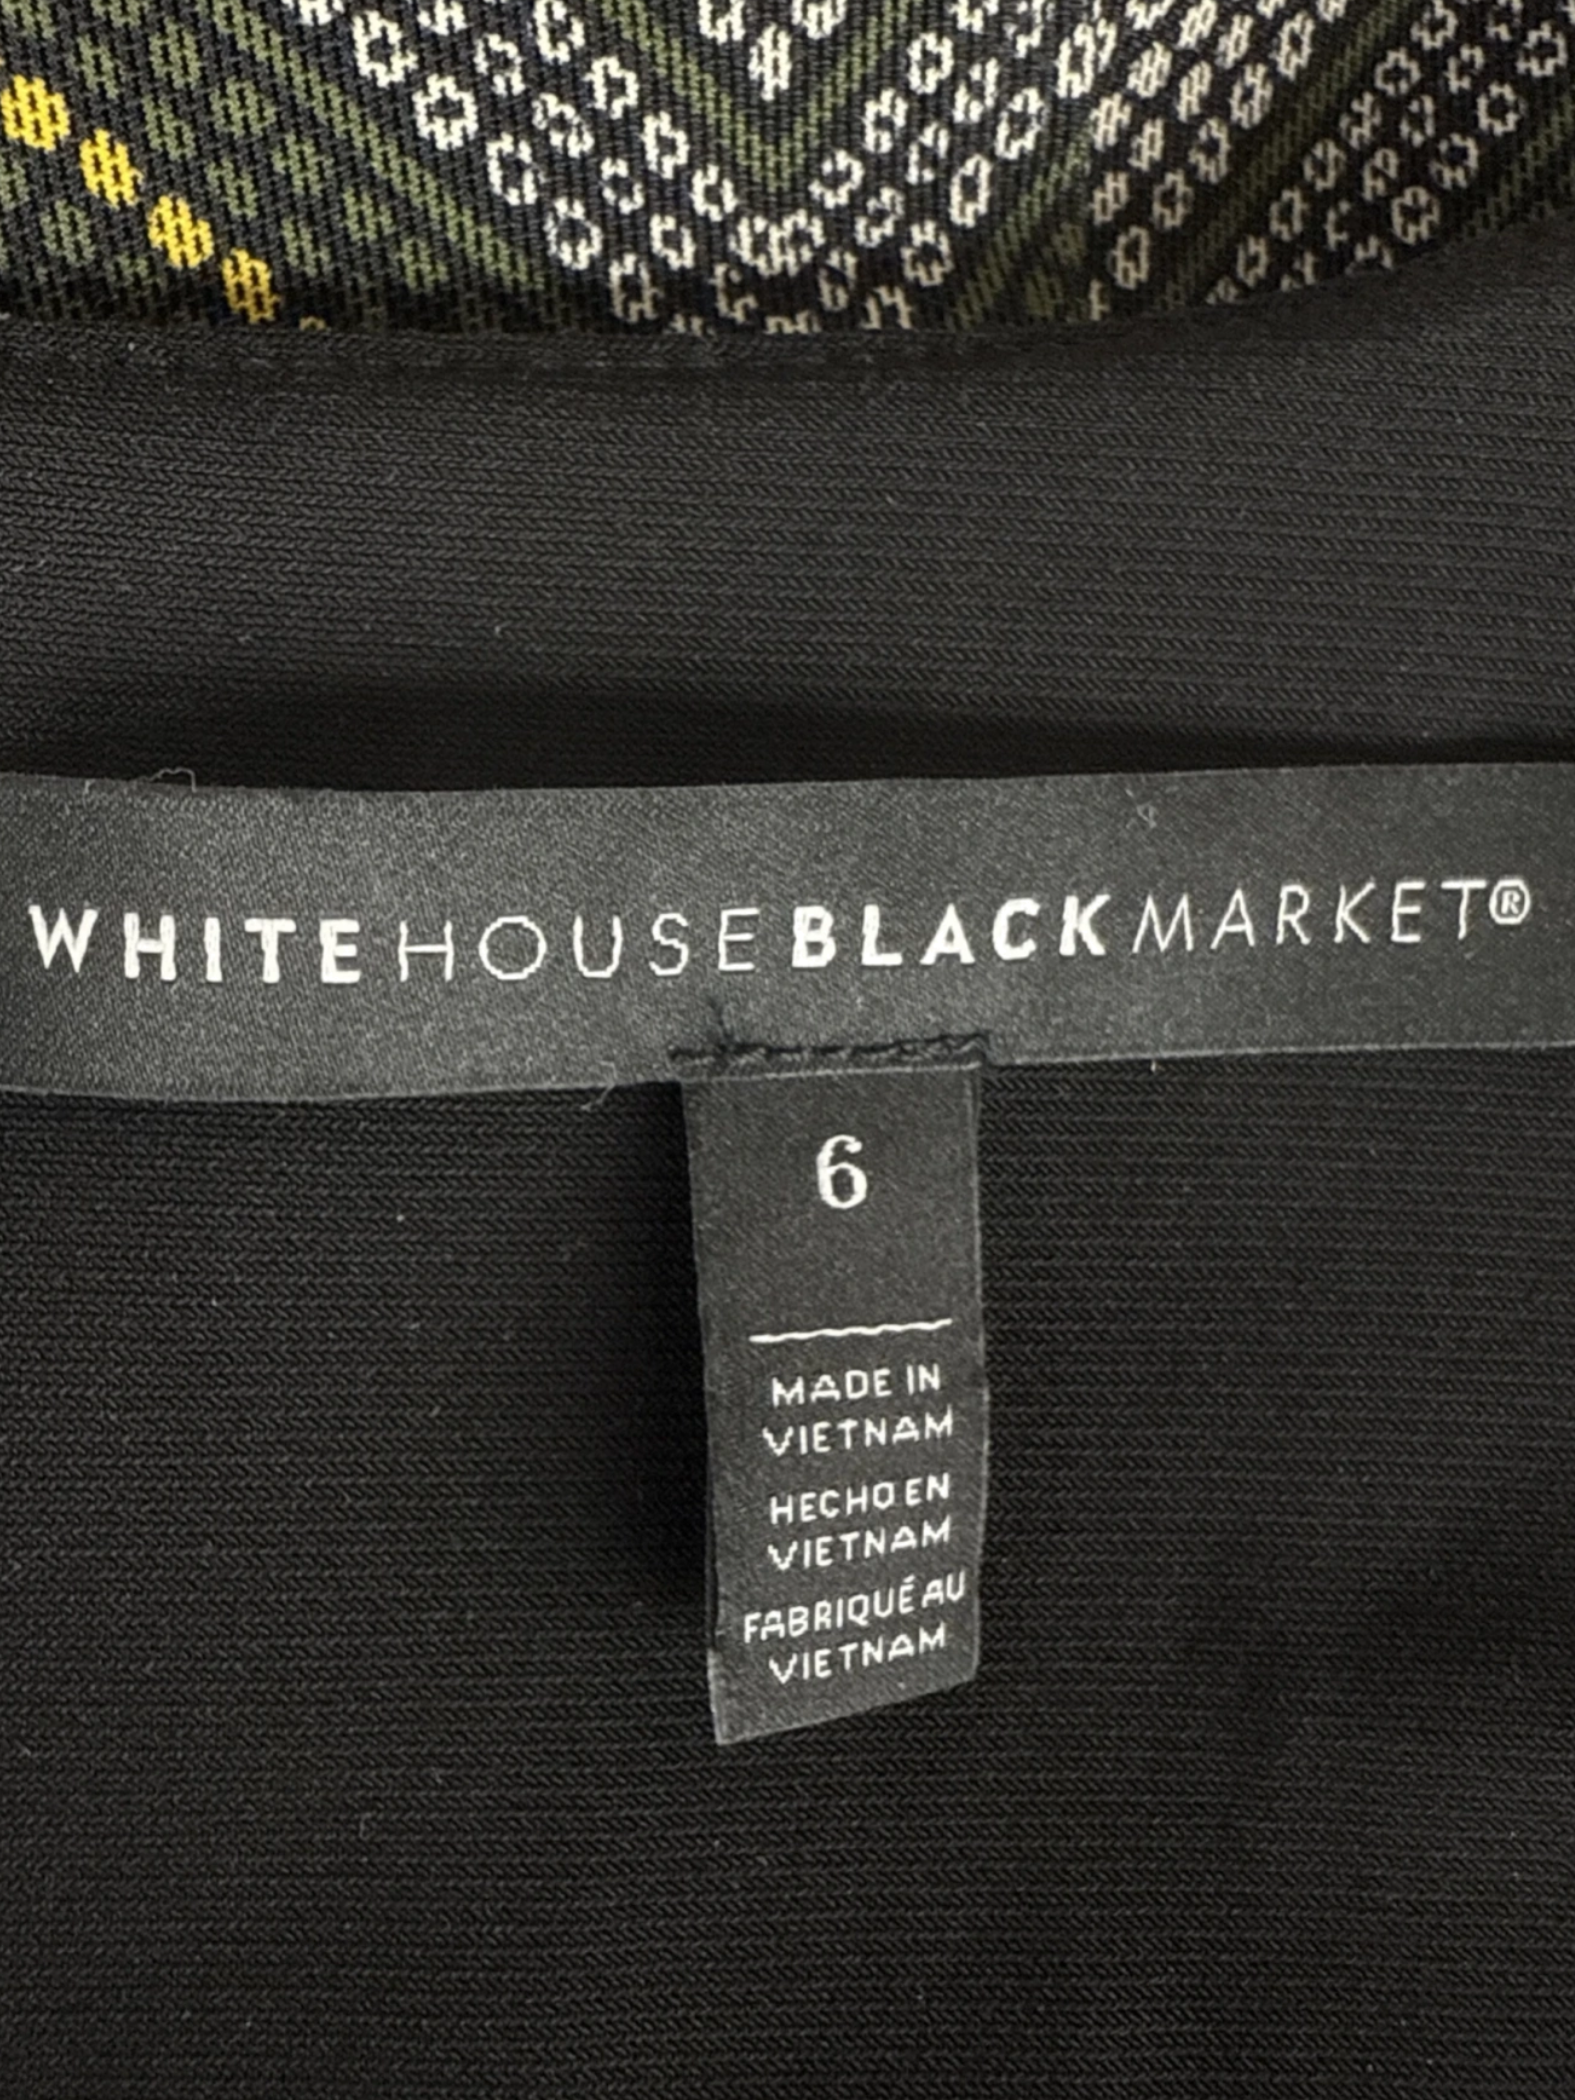 WHITEHOUSEBLACKMARKET®
6
MADE IN
VIETNAM
HECHO EN
VIETNAM
FABRIQUÉ AU
VIETNAM